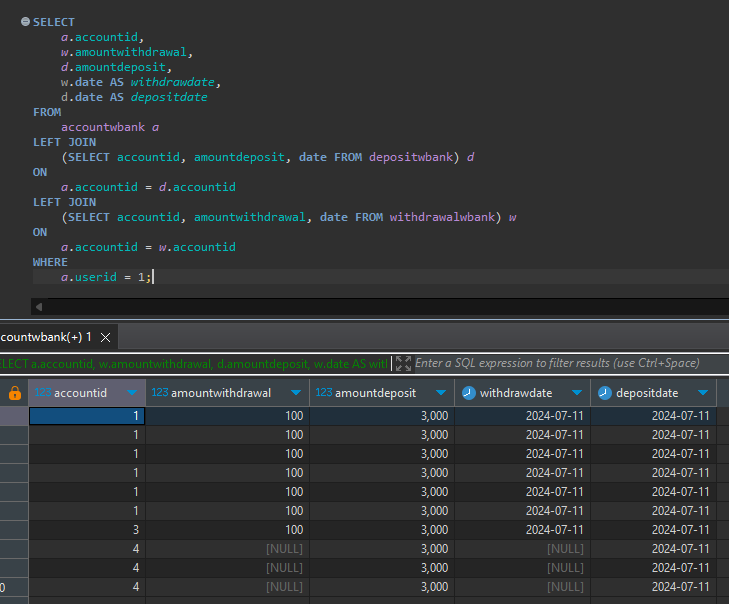 SELECT
a.accountid,
w.amountwithdrawal,
d.amountdeposit,
w.date AS withdrawdate,
d.date AS depositdate
FROM
accountwbank a
LEFT JOIN
(SELECT accountid, amountdeposit, date FROM depositwbank) d
ON
a.accountid = d.accountid
LEFT JOIN
(SELECT accountid, amountwithdrawal, date FROM withdrawalwbank) w
ON
a.accountid = w.accountid
WHERE
a.userid = 1;
countwbank(+) 1
LECT a.accountid, w.amountwithdrawal, d.amountdeposit, w.date AS witl Enter a SQL expression to filter results (use Ctrl+Space)
123 accountid 123 amountwithdrawal 123 amountdeposit withdrawdate depositdate
1 100 3,000 2024-07-11 2024-07-11
1 100 3,000 2024-07-11 2024-07-11
1 100 3,000 2024-07-11 2024-07-11
1 100 3,000 2024-07-11 2024-07-11
1 100 3,000 2024-07-11 2024-07-11
1 100 3,000 2024-07-11 2024-07-11
3 100 3,000 2024-07-11 2024-07-11
4 [NULL] 3,000 [NULL] 2024-07-11
4 [NULL] 3,000 [NULL] 2024-07-11
0 4 [NULL] 3,000 [NULL] 2024-07-11